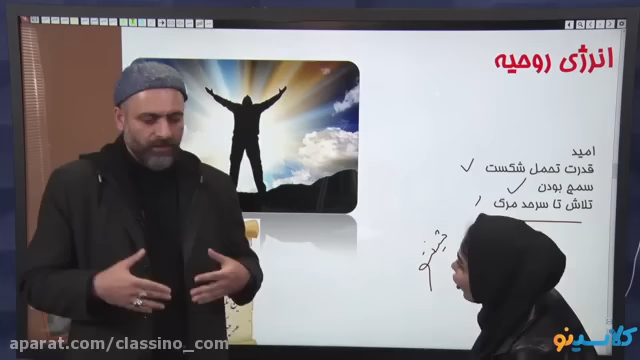 انرژی روحیه
امید
قدرت تحمل شکست
سمج بودن
تلاش تا سرحد مرگ
کلاسینو
aparat.com/classino_com